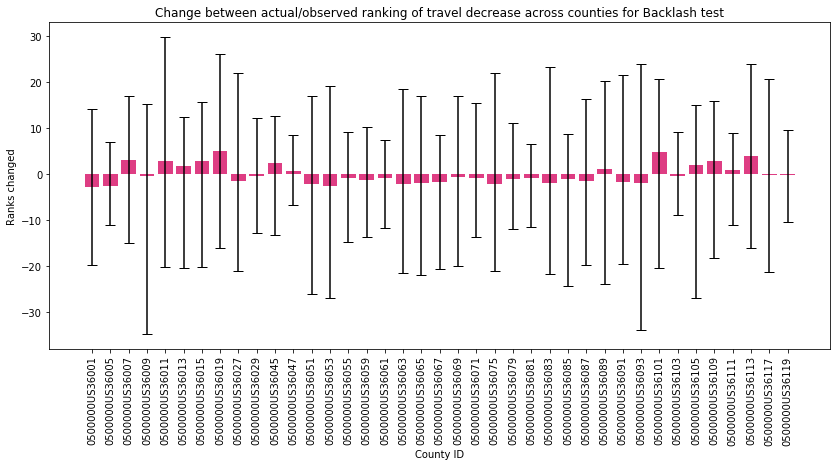 Change between actual/observed ranking of travel decrease across counties for Backlash test
Ranks changed
30
20
10
0
−10
−20
−30
0500000US36001
0500000US36005
0500000US36007
0500000US36009
0500000US36011
0500000US36013
0500000US36015
0500000US36019
0500000US36027
0500000US36029
0500000US36045
0500000US36047
0500000US36051
0500000US36053
0500000US36055
0500000US36059
0500000US36061
0500000US36063
0500000US36065
0500000US36067
0500000US36069
0500000US36071
0500000US36075
0500000US36079
0500000US36081
0500000US36083
0500000US36085
0500000US36087
0500000US36089
0500000US36091
0500000US36093
0500000US36101
0500000US36103
0500000US36105
0500000US36109
0500000US36111
0500000US36113
0500000US36117
0500000US36119
County ID